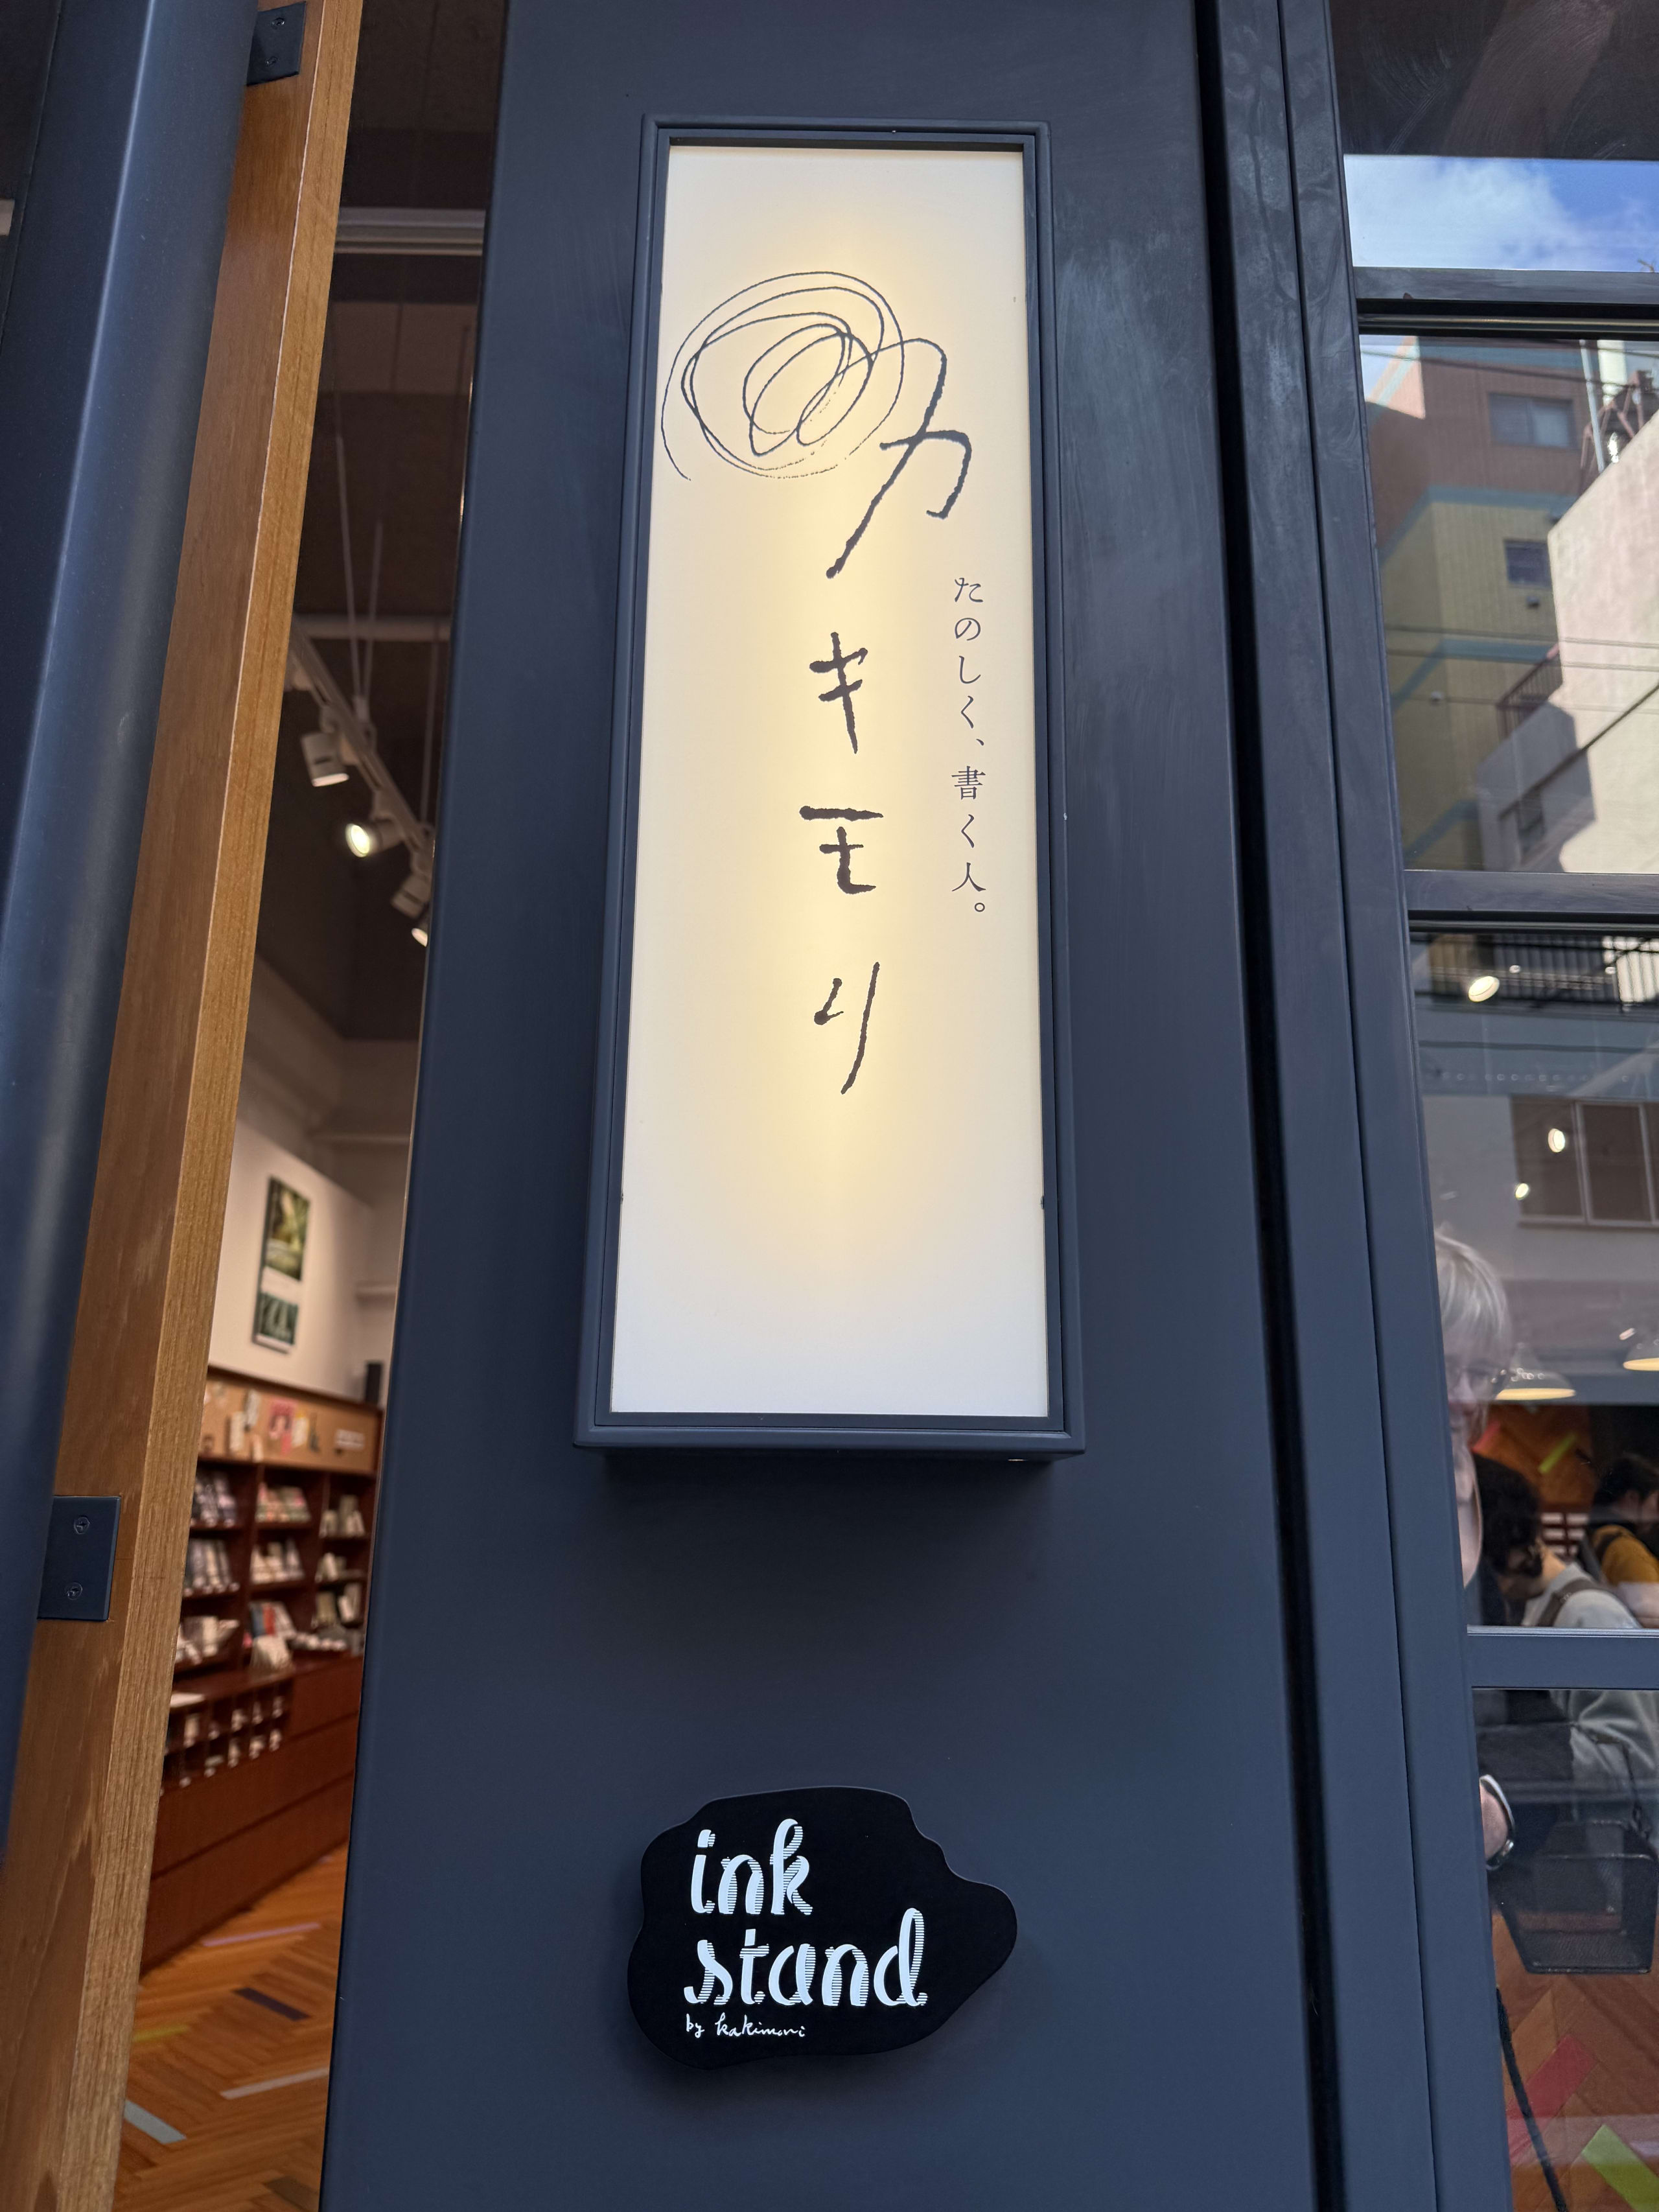 たのしく、書く人。
カキモリ
ink
stand
by kakimori